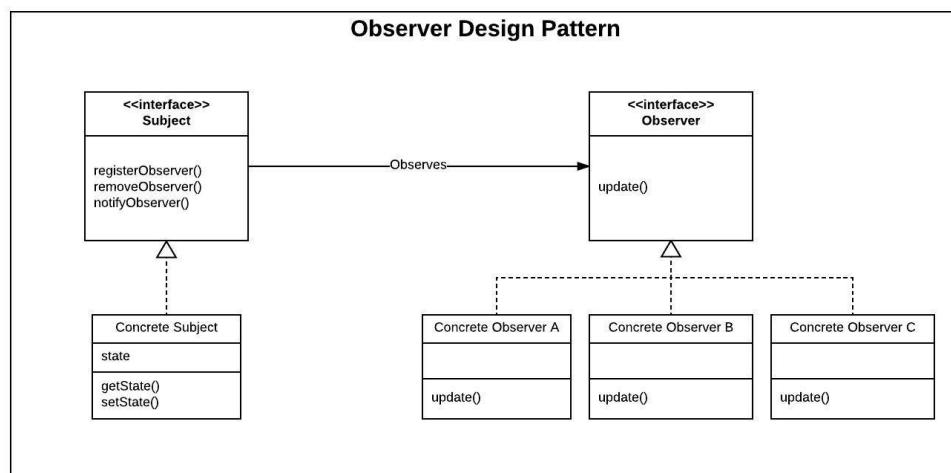 Observer Design Pattern
<<interface>>
Subject
registerObserver()
removeObserver()
notifyObserver()
Observes
<<interface>>
Observer
update()
Concrete Subject
state
getState()
setState()
Concrete Observer A
update()
Concrete Observer B
update()
Concrete Observer C
update()